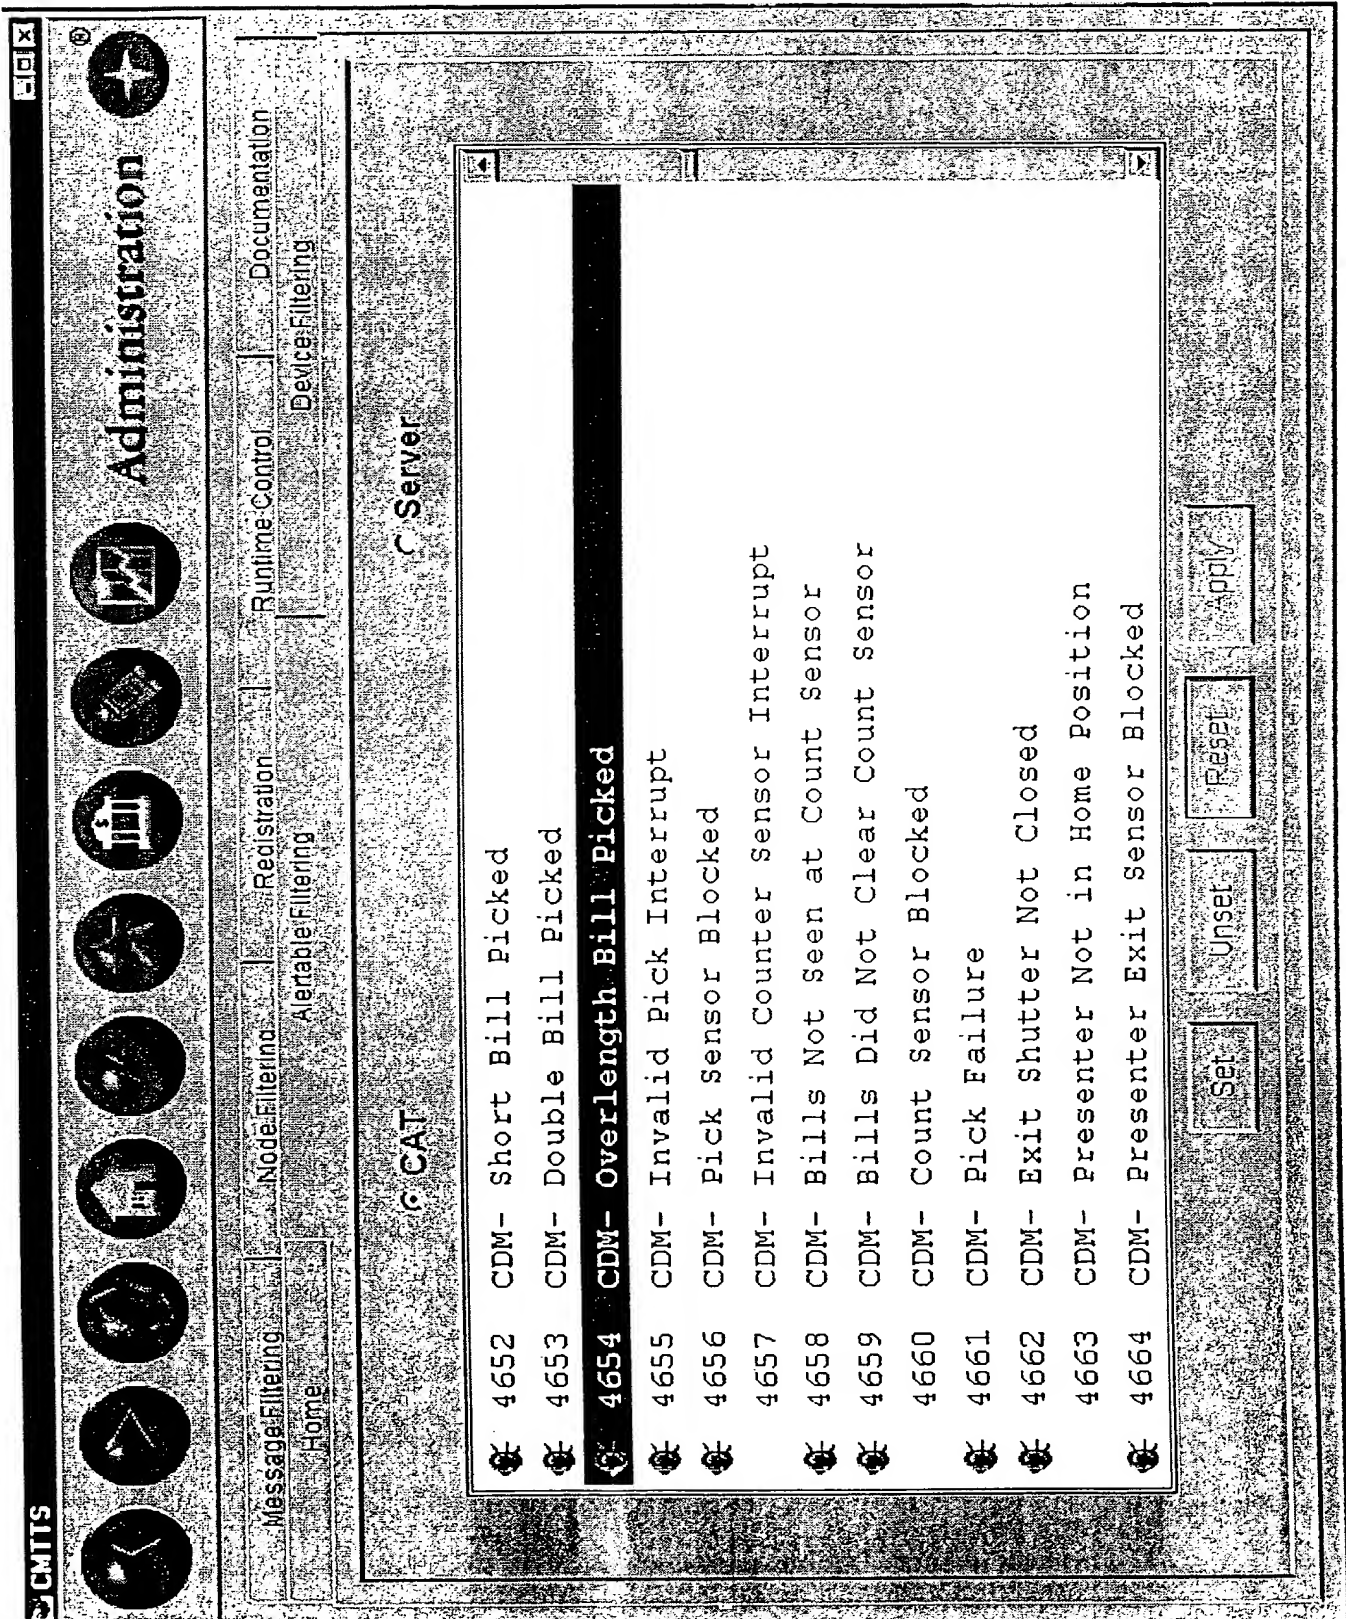 CMTTS
Administration
®
Message Filtering Node Filtering Registration Runtime Control Documentation
Home Alertable Filtering Device Filtering
CAT Server
4652 CDM- Short Bill Picked
4653 CDM- Double Bill Picked
4654 CDM- Overlength Bill Picked
4655 CDM- Invalid Pick Interrupt
4656 CDM- Pick Sensor Blocked
4657 CDM- Invalid Counter Sensor Interrupt
4658 CDM- Bills Not Seen at Count Sensor
4659 CDM- Bills Did Not Clear Count Sensor
4660 CDM- Count Sensor Blocked
4661 CDM- Pick Failure
4662 CDM- Exit Shutter Not Closed
4663 CDM- Presenter Not in Home Position
4664 CDM- Presenter Exit Sensor Blocked
Set Unset Reset Apply